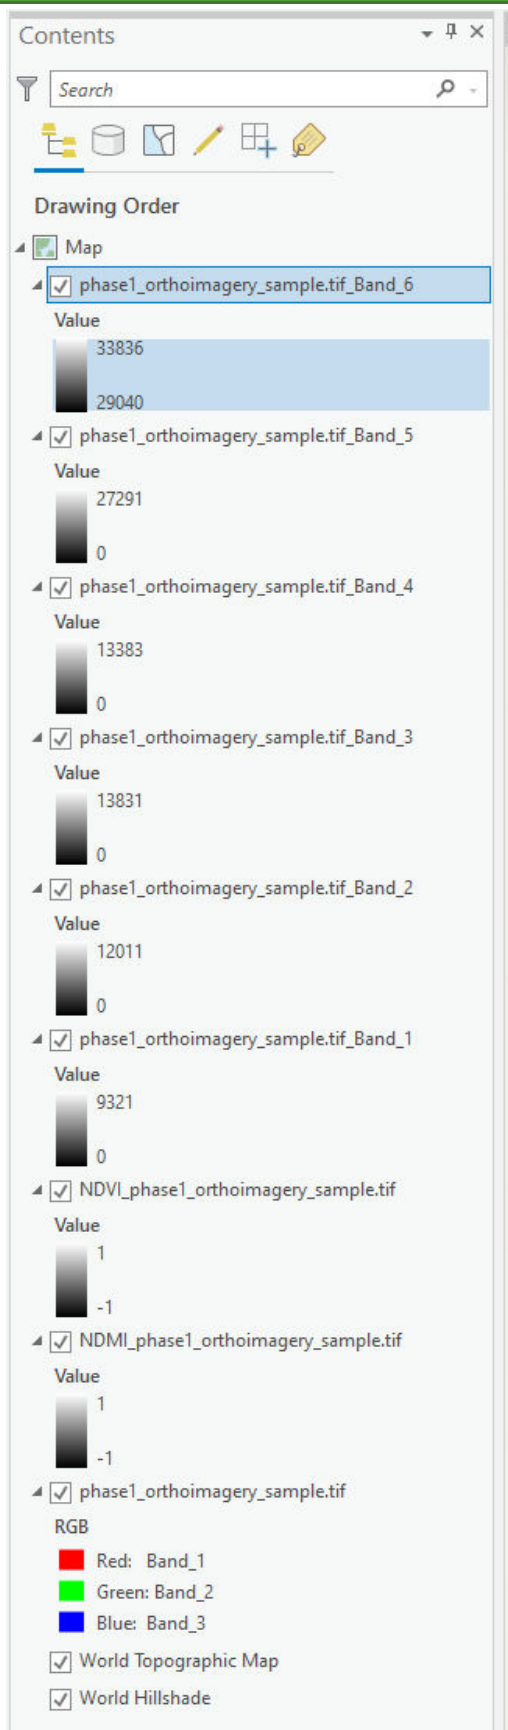 Contents
Search
Drawing Order
Map
phase1_orthoimagery_sample.tif_Band_6
Value
33836
29040
phase1_orthoimagery_sample.tif_Band_5
Value
27291
0
phase1_orthoimagery_sample.tif_Band_4
Value
13383
0
phase1_orthoimagery_sample.tif_Band_3
Value
13831
0
phase1_orthoimagery_sample.tif_Band_2
Value
12011
0
phase1_orthoimagery_sample.tif_Band_1
Value
9321
0
NDVI_phase1_orthoimagery_sample.tif
Value
1
-1
NDMI_phase1_orthoimagery_sample.tif
Value
1
-1
phase1_orthoimagery_sample.tif
RGB
Red: Band_1
Green: Band_2
Blue: Band_3
World Topographic Map
World Hillshade